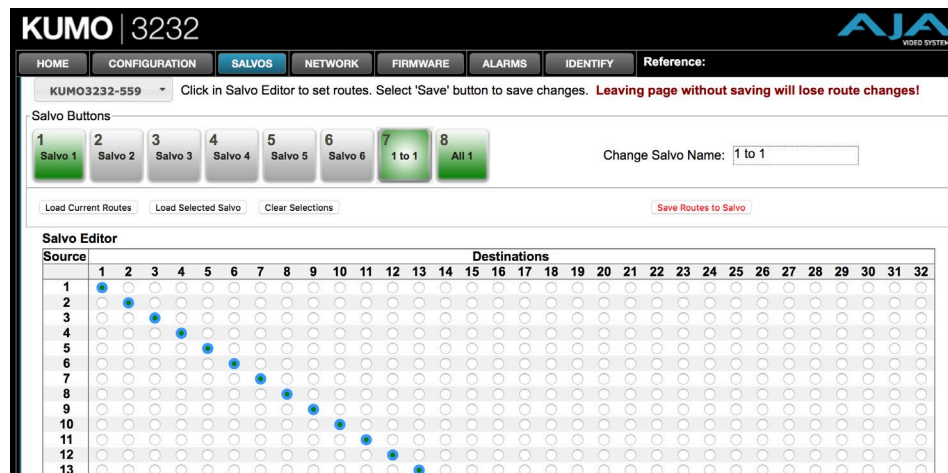 KUMO 3232
AJA
VIDEO SYSTEM
HOME CONFIGURATION SALVOS NETWORK FIRMWARE ALARMS IDENTIFY Reference:
KUMO3232-559 Click in Salvo Editor to set routes. Select 'Save' button to save changes. Leaving page without saving will lose route changes!
Salvo Buttons
1 2 3 4 5 6 7 8
Salvo 1 Salvo 2 Salvo 3 Salvo 4 Salvo 5 Salvo 6 1 to 1 All 1 Change Salvo Name: 1 to 1
Load Current Routes Load Selected Salvo Clear Selections Save Routes to Salvo
Salvo Editor
Source Destinations
1 2 3 4 5 6 7 8 9 10 11 12 13 14 15 16 17 18 19 20 21 22 23 24 25 26 27 28 29 30 31 32
1
2
3
4
5
6
7
8
9
10
11
12
13